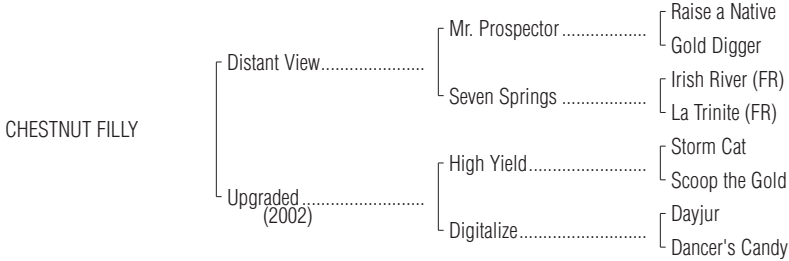 Raise a Native
Mr. Prospector..................
Gold Digger
Distant View......................
Irish River (FR)
Seven Springs ..................
La Trinite (FR)
CHESTNUT FILLY
Storm Cat
High Yield.........................
Scoop the Gold
Upgraded..........................
(2002)
Dayjur
Digitalize...........................
Dancer's Candy